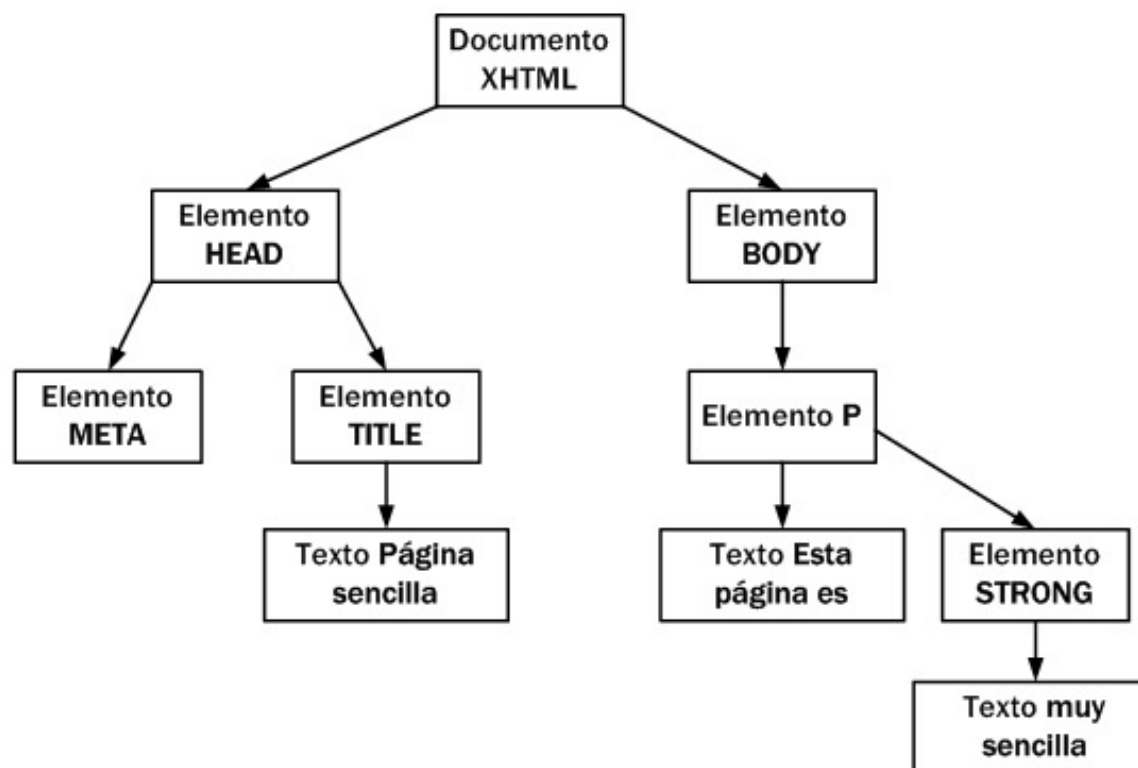 Documento
XHTML
Elemento
HEAD
Elemento
BODY
Elemento
META
Elemento
TITLE
Elemento P
Texto Página
sencilla
Texto Esta
página es
Elemento
STRONG
Texto muy
sencilla